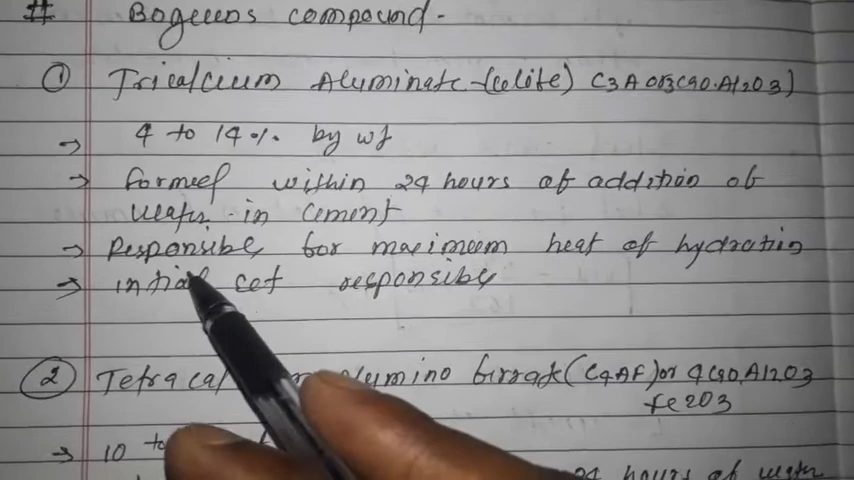 # Bogeuos compound -
① Tricalcium Aluminate -(celite) C3A or 3CaO.Al2O3)
→ 4 to 14 % by wt
→ formed within 24 hours of addition of
water in cement
→ Responsible for maximum heat of hydration
→ intial set responsible
② Tetra cal alumino ferrate (C4AF) or 4CaO.Al2O3
Fe2O3
→ 10 to
24 hours of water